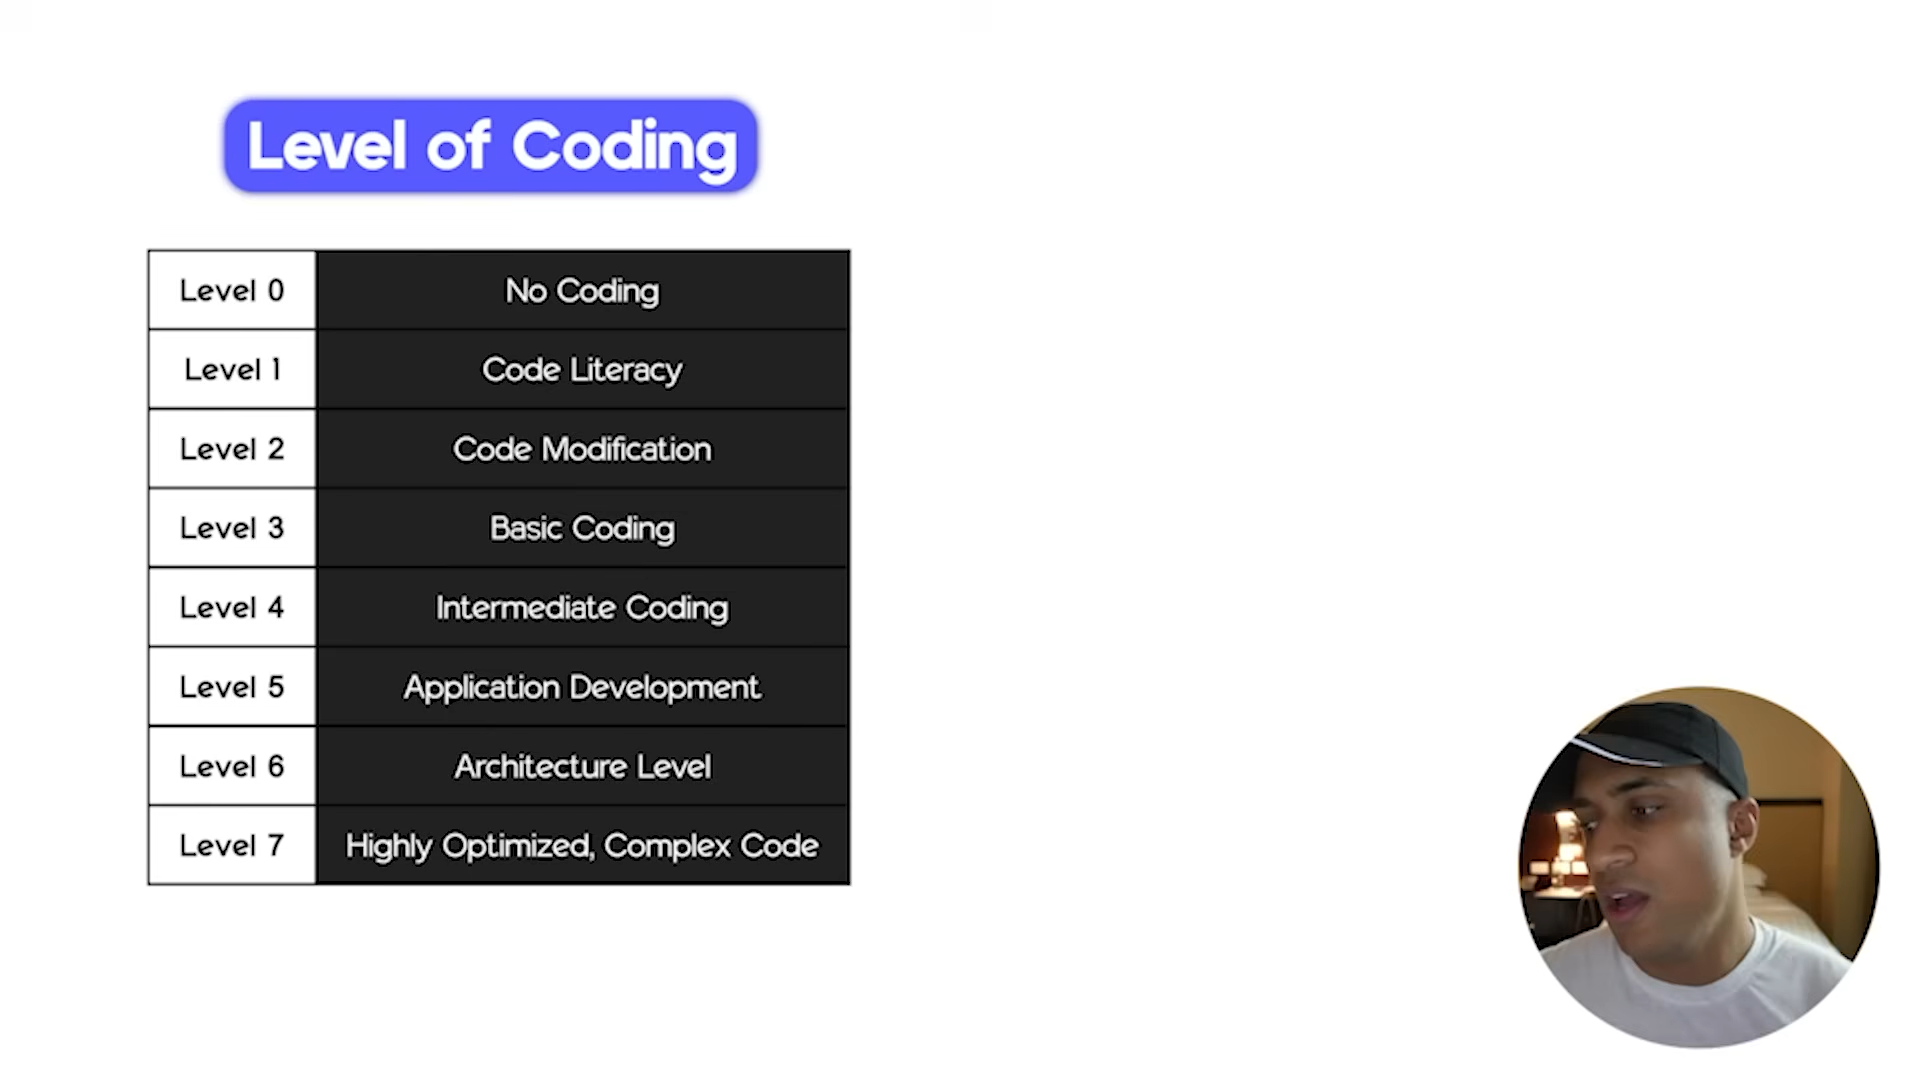 Level of Coding
Level 0 No Coding
Level 1 Code Literacy
Level 2 Code Modification
Level 3 Basic Coding
Level 4 Intermediate Coding
Level 5 Application Development
Level 6 Architecture Level
Level 7 Highly Optimized, Complex Code